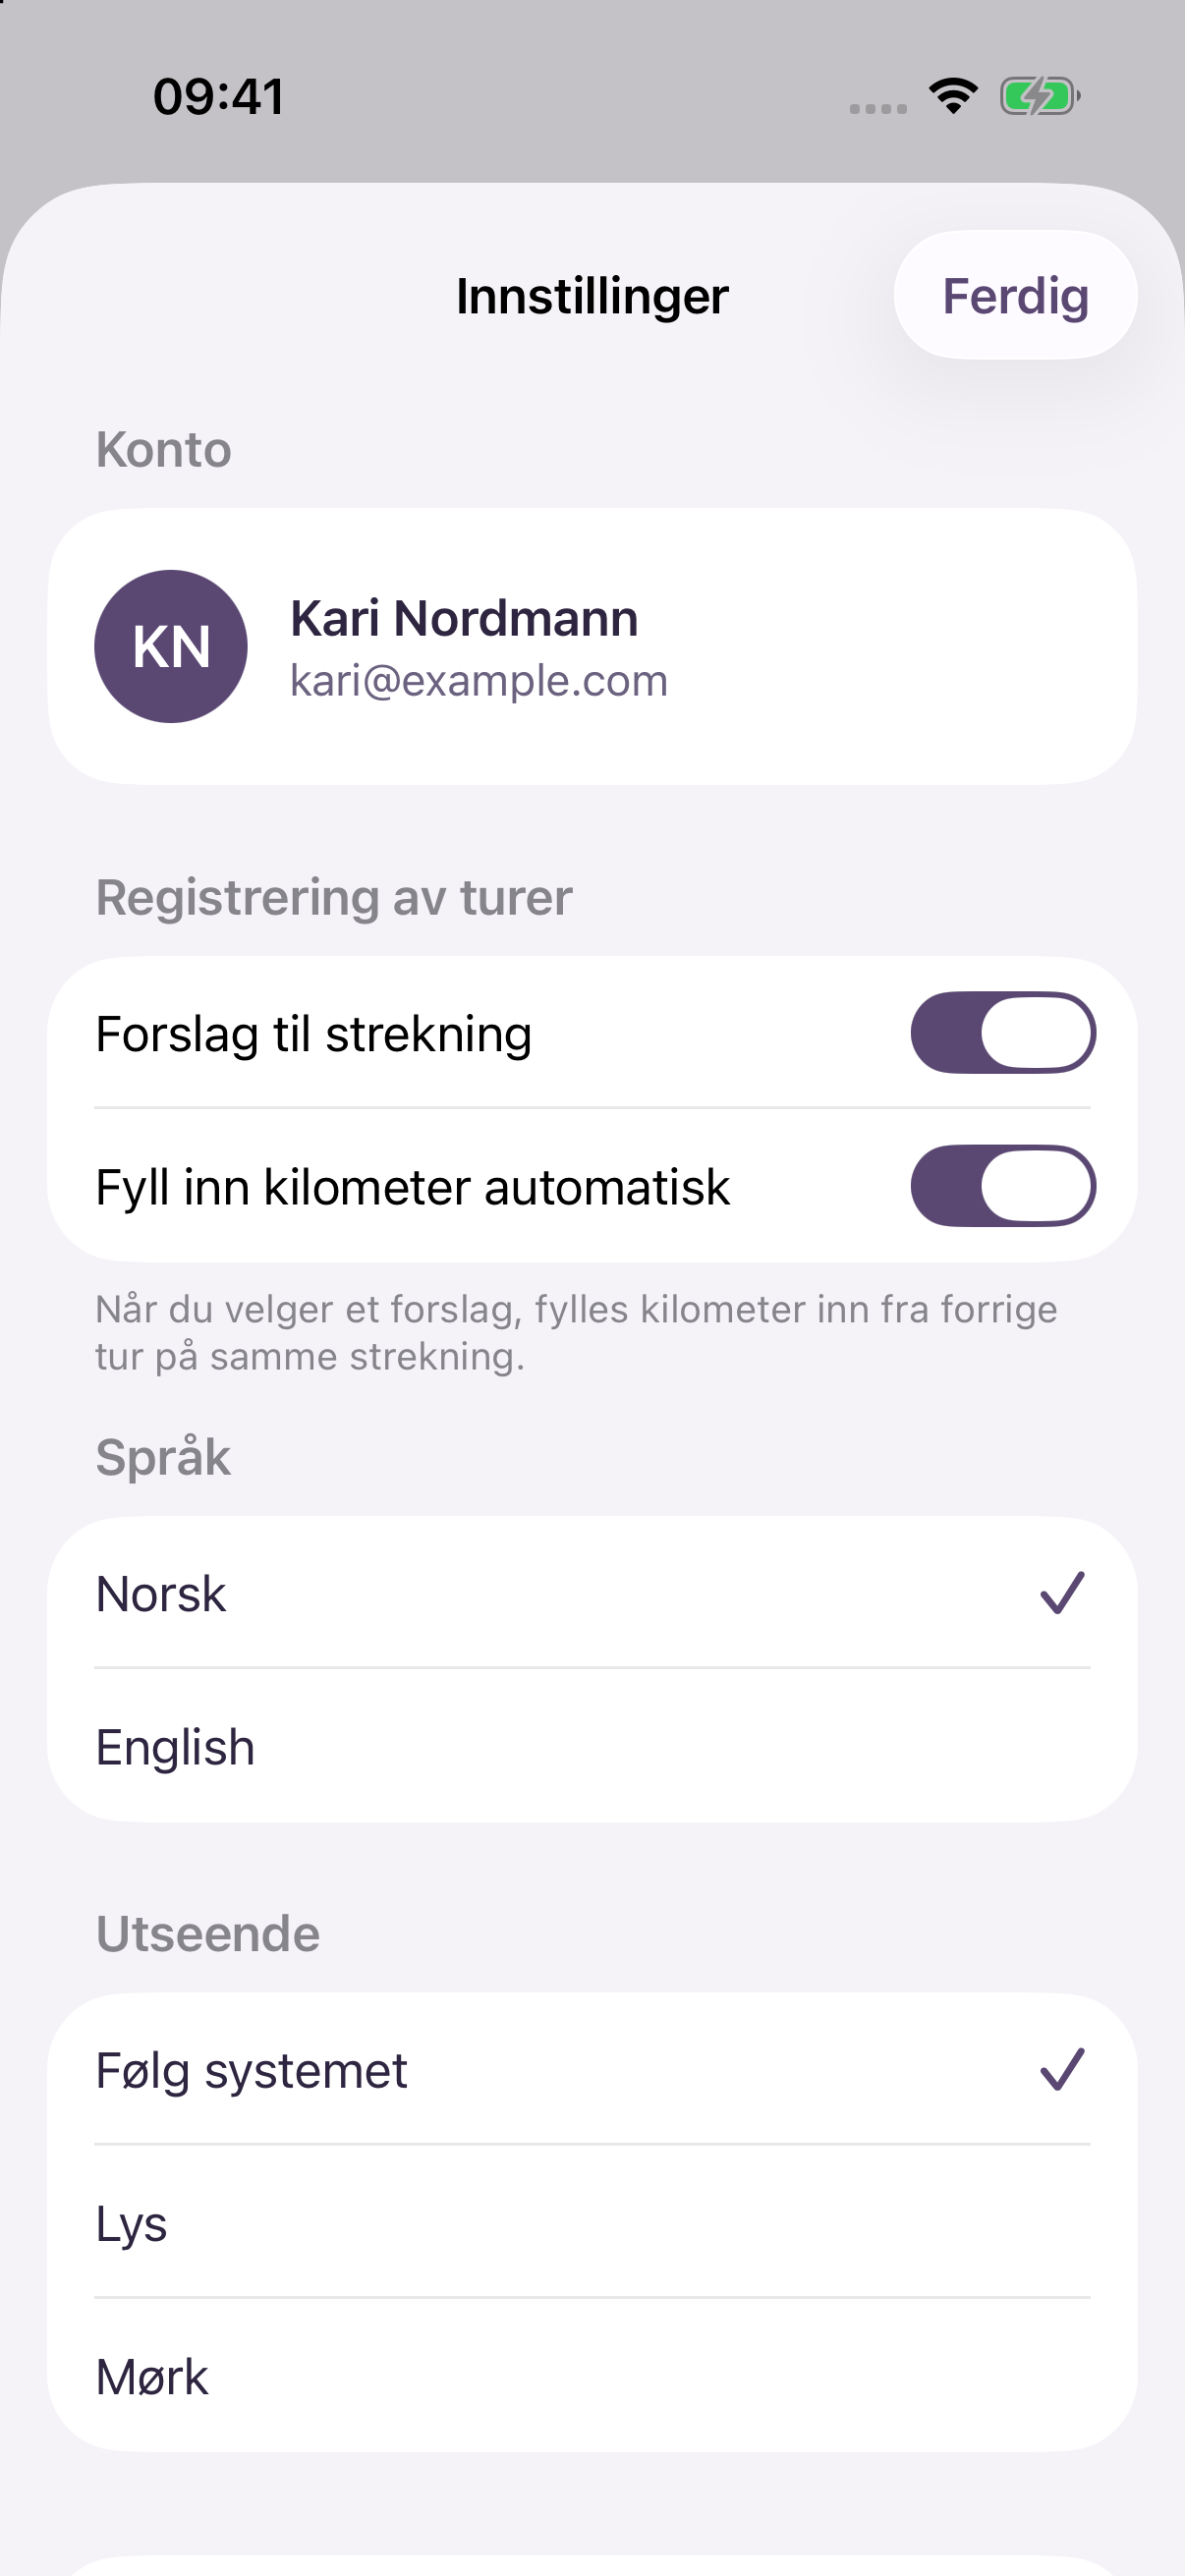 09:41
Innstillinger
Ferdig
Konto
KN
Kari Nordmann
kari@example.com
Registrering av turer
Forslag til strekning
Fyll inn kilometer automatisk
Når du velger et forslag, fylles kilometer inn fra forrige
tur på samme strekning.
Språk
Norsk
English
Utseende
Følg systemet
Lys
Mørk